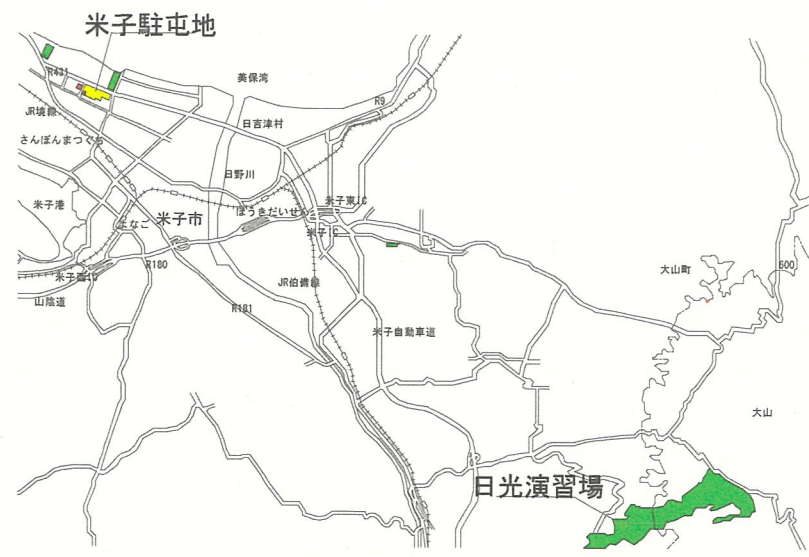 米子駐屯地
美保湾
R431
R9
JR境線
日吉津村
さんぼんまつぐち
日野川
米子港
よなご
米子市
ほうきだいせん
米子東IC
米子IC
米子西IC
R180
山陰道
JR伯備線
R181
大山町
600
米子自動車道
大山
日光演習場